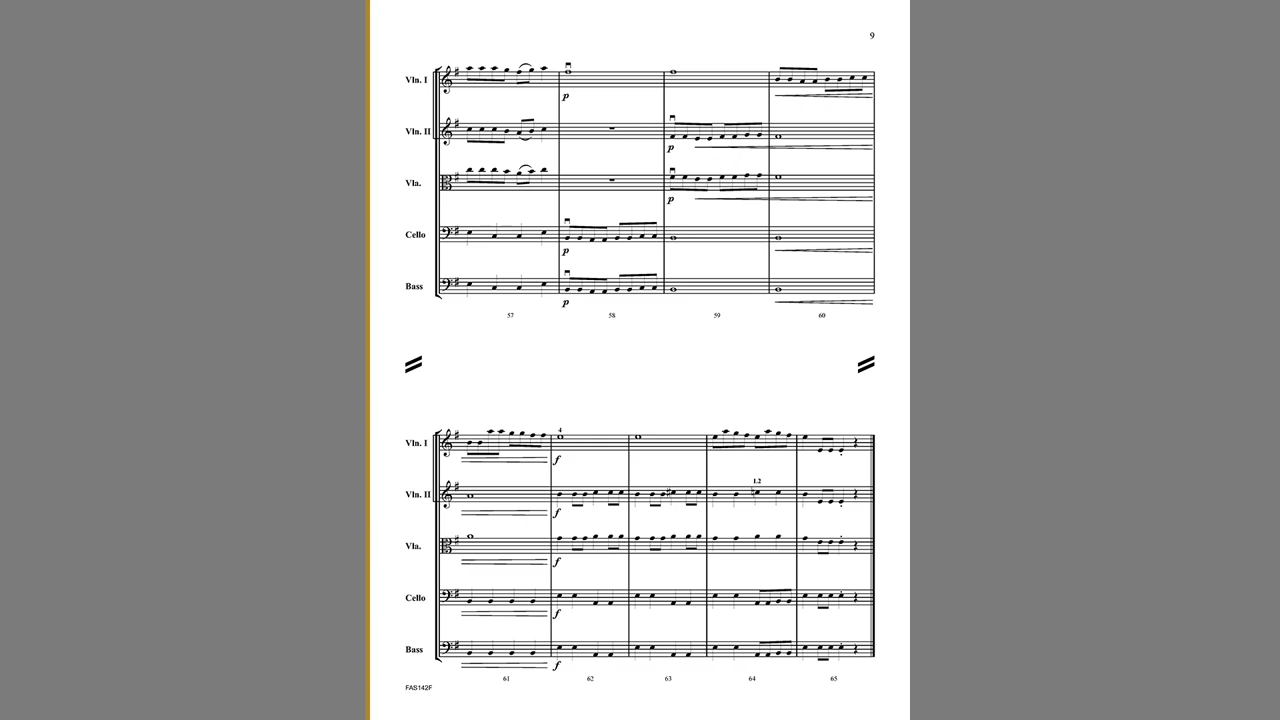 9
Vln. I
p
Vln. II
p
Vla.
p
Cello
p
Bass
p
57 58 59 60
4
Vln. I
f
1.2
Vln. II
f
Vla.
f
Cello
f
Bass
f
61 62 63 64 65
FAS142F